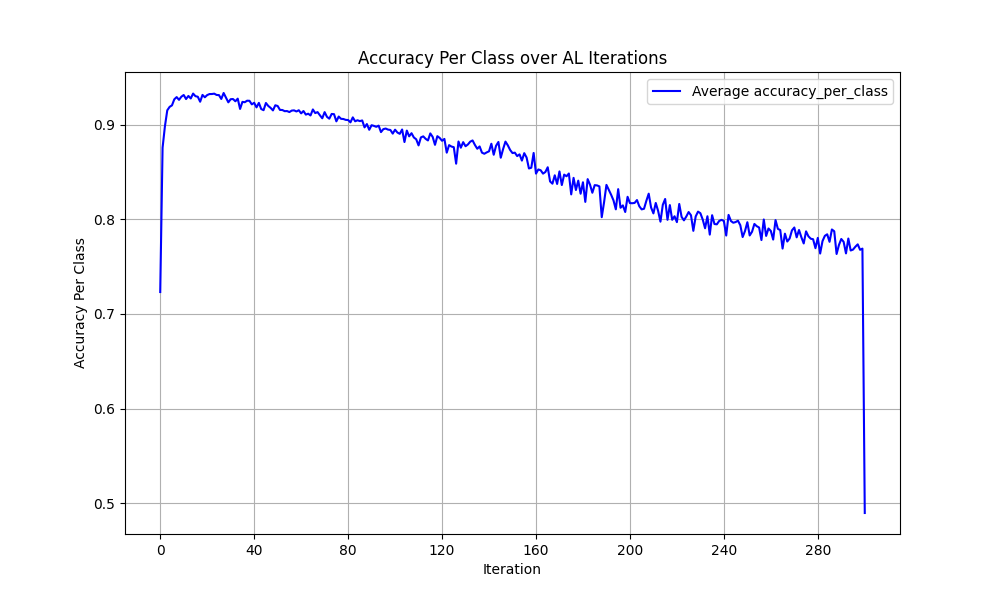 Accuracy Per Class over AL Iterations
Average accuracy_per_class
Accuracy Per Class
0.9
0.8
0.7
0.6
0.5
0 40 80 120 160 200 240 280
Iteration